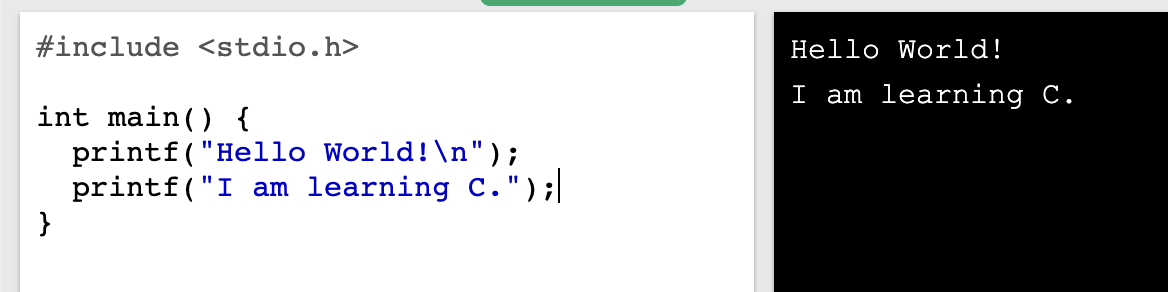 #include <stdio.h>
int main() {
  printf("Hello World!\n");
  printf("I am learning C.");
}
Hello World!
I am learning C.